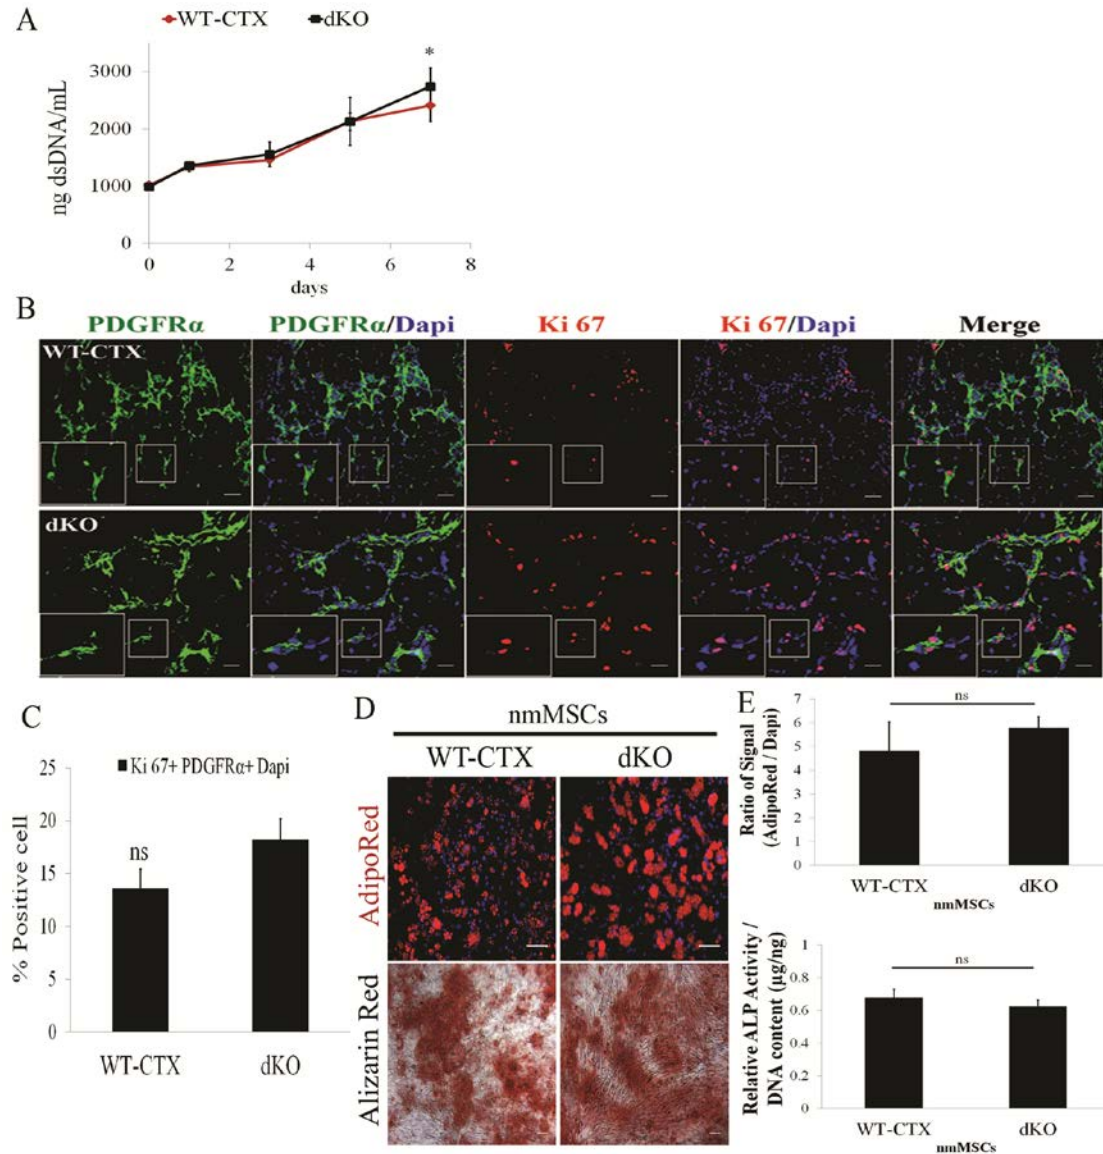 A
WT-CTX dKO
*
3000
2000
1000
0
ng dsDNA/mL
0 2 4 6 8
days
B
PDGFRα PDGFRα/Dapi Ki 67 Ki 67/Dapi Merge
WT-CTX
dKO
C
25
20
15
10
5
0
% Positive cell
Ki 67+ PDGFRα+ Dapi
ns
WT-CTX dKO
D
nmMSCs
WT-CTX dKO
AdipoRed
Alizarin Red
E
7
6
5
4
3
2
1
0
Ratio of Signal
(AdipoRed / Dapi)
ns
WT-CTX dKO
nmMSCs
1
0.8
0.6
0.4
0.2
0
Relative ALP Activity /
DNA content (µg/ng)
ns
WT-CTX dKO
nmMSCs